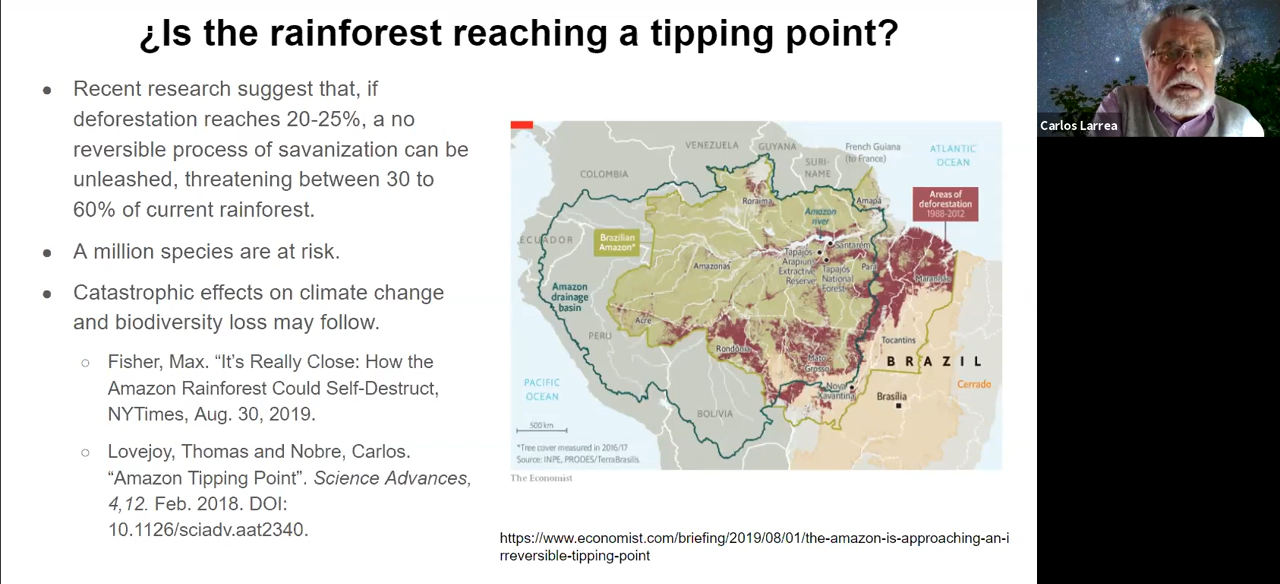 ¿Is the rainforest reaching a tipping point?
● Recent research suggest that, if
deforestation reaches 20-25%, a no
reversible process of savanization can be
unleashed, threatening between 30 to
60% of current rainforest.
● A million species are at risk.
● Catastrophic effects on climate change
and biodiversity loss may follow.
○ Fisher, Max. “It’s Really Close: How the
Amazon Rainforest Could Self-Destruct,
NYTimes, Aug. 30, 2019.
○ Lovejoy, Thomas and Nobre, Carlos.
“Amazon Tipping Point”. Science Advances,
4,12. Feb. 2018. DOI:
10.1126/sciadv.aat2340.
VENEZUELA
GUYANA
French Guiana
(to France)
SURI-
NAME
ATLANTIC
OCEAN
COLOMBIA
Roraima
Amapá
Areas of
deforestation
1988-2012
Amazon
river
ECUADOR
Brazilian
Amazon*
Santarém
Tapajós
Arapiuns
Extractive
Reserve
Tapajós
National
Forest
Pará
Amazonas
Maranhão
Amazon
drainage
basin
Acre
PERU
Rondônia
Mato
Grosso
Tocantins
BRAZIL
PACIFIC
OCEAN
Nova
Xavantina
Cerrado
Brasília
BOLIVIA
500 km
*Tree cover measured in 2016/17
Source: INPE, PRODES/TerraBrasilis
The Economist
https://www.economist.com/briefing/2019/08/01/the-amazon-is-approaching-an-i
rreversible-tipping-point
Carlos Larrea